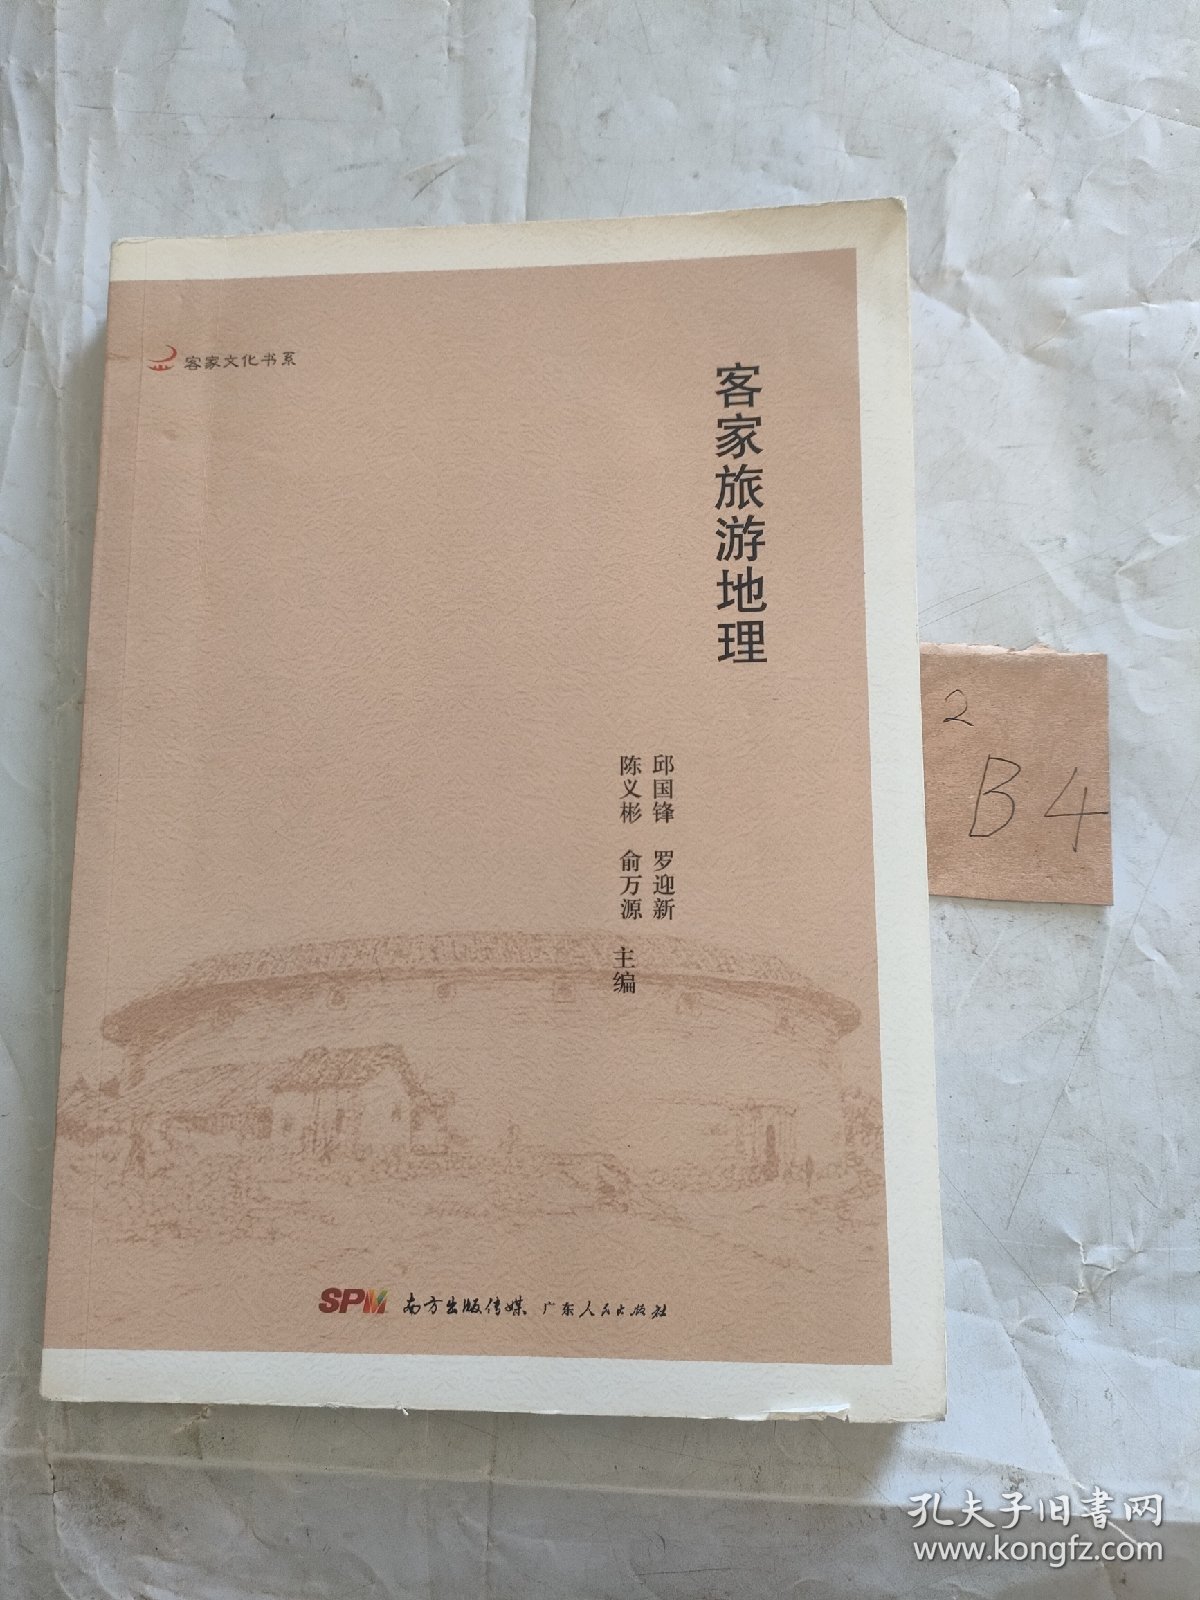 客家文化书系
客家旅游地理
邱国锋 罗迎新
陈义彬 俞万源 主编
SPM 南方出版传媒 广东人民出版社
2
B4
孔夫子旧書网
www.kongfz.com